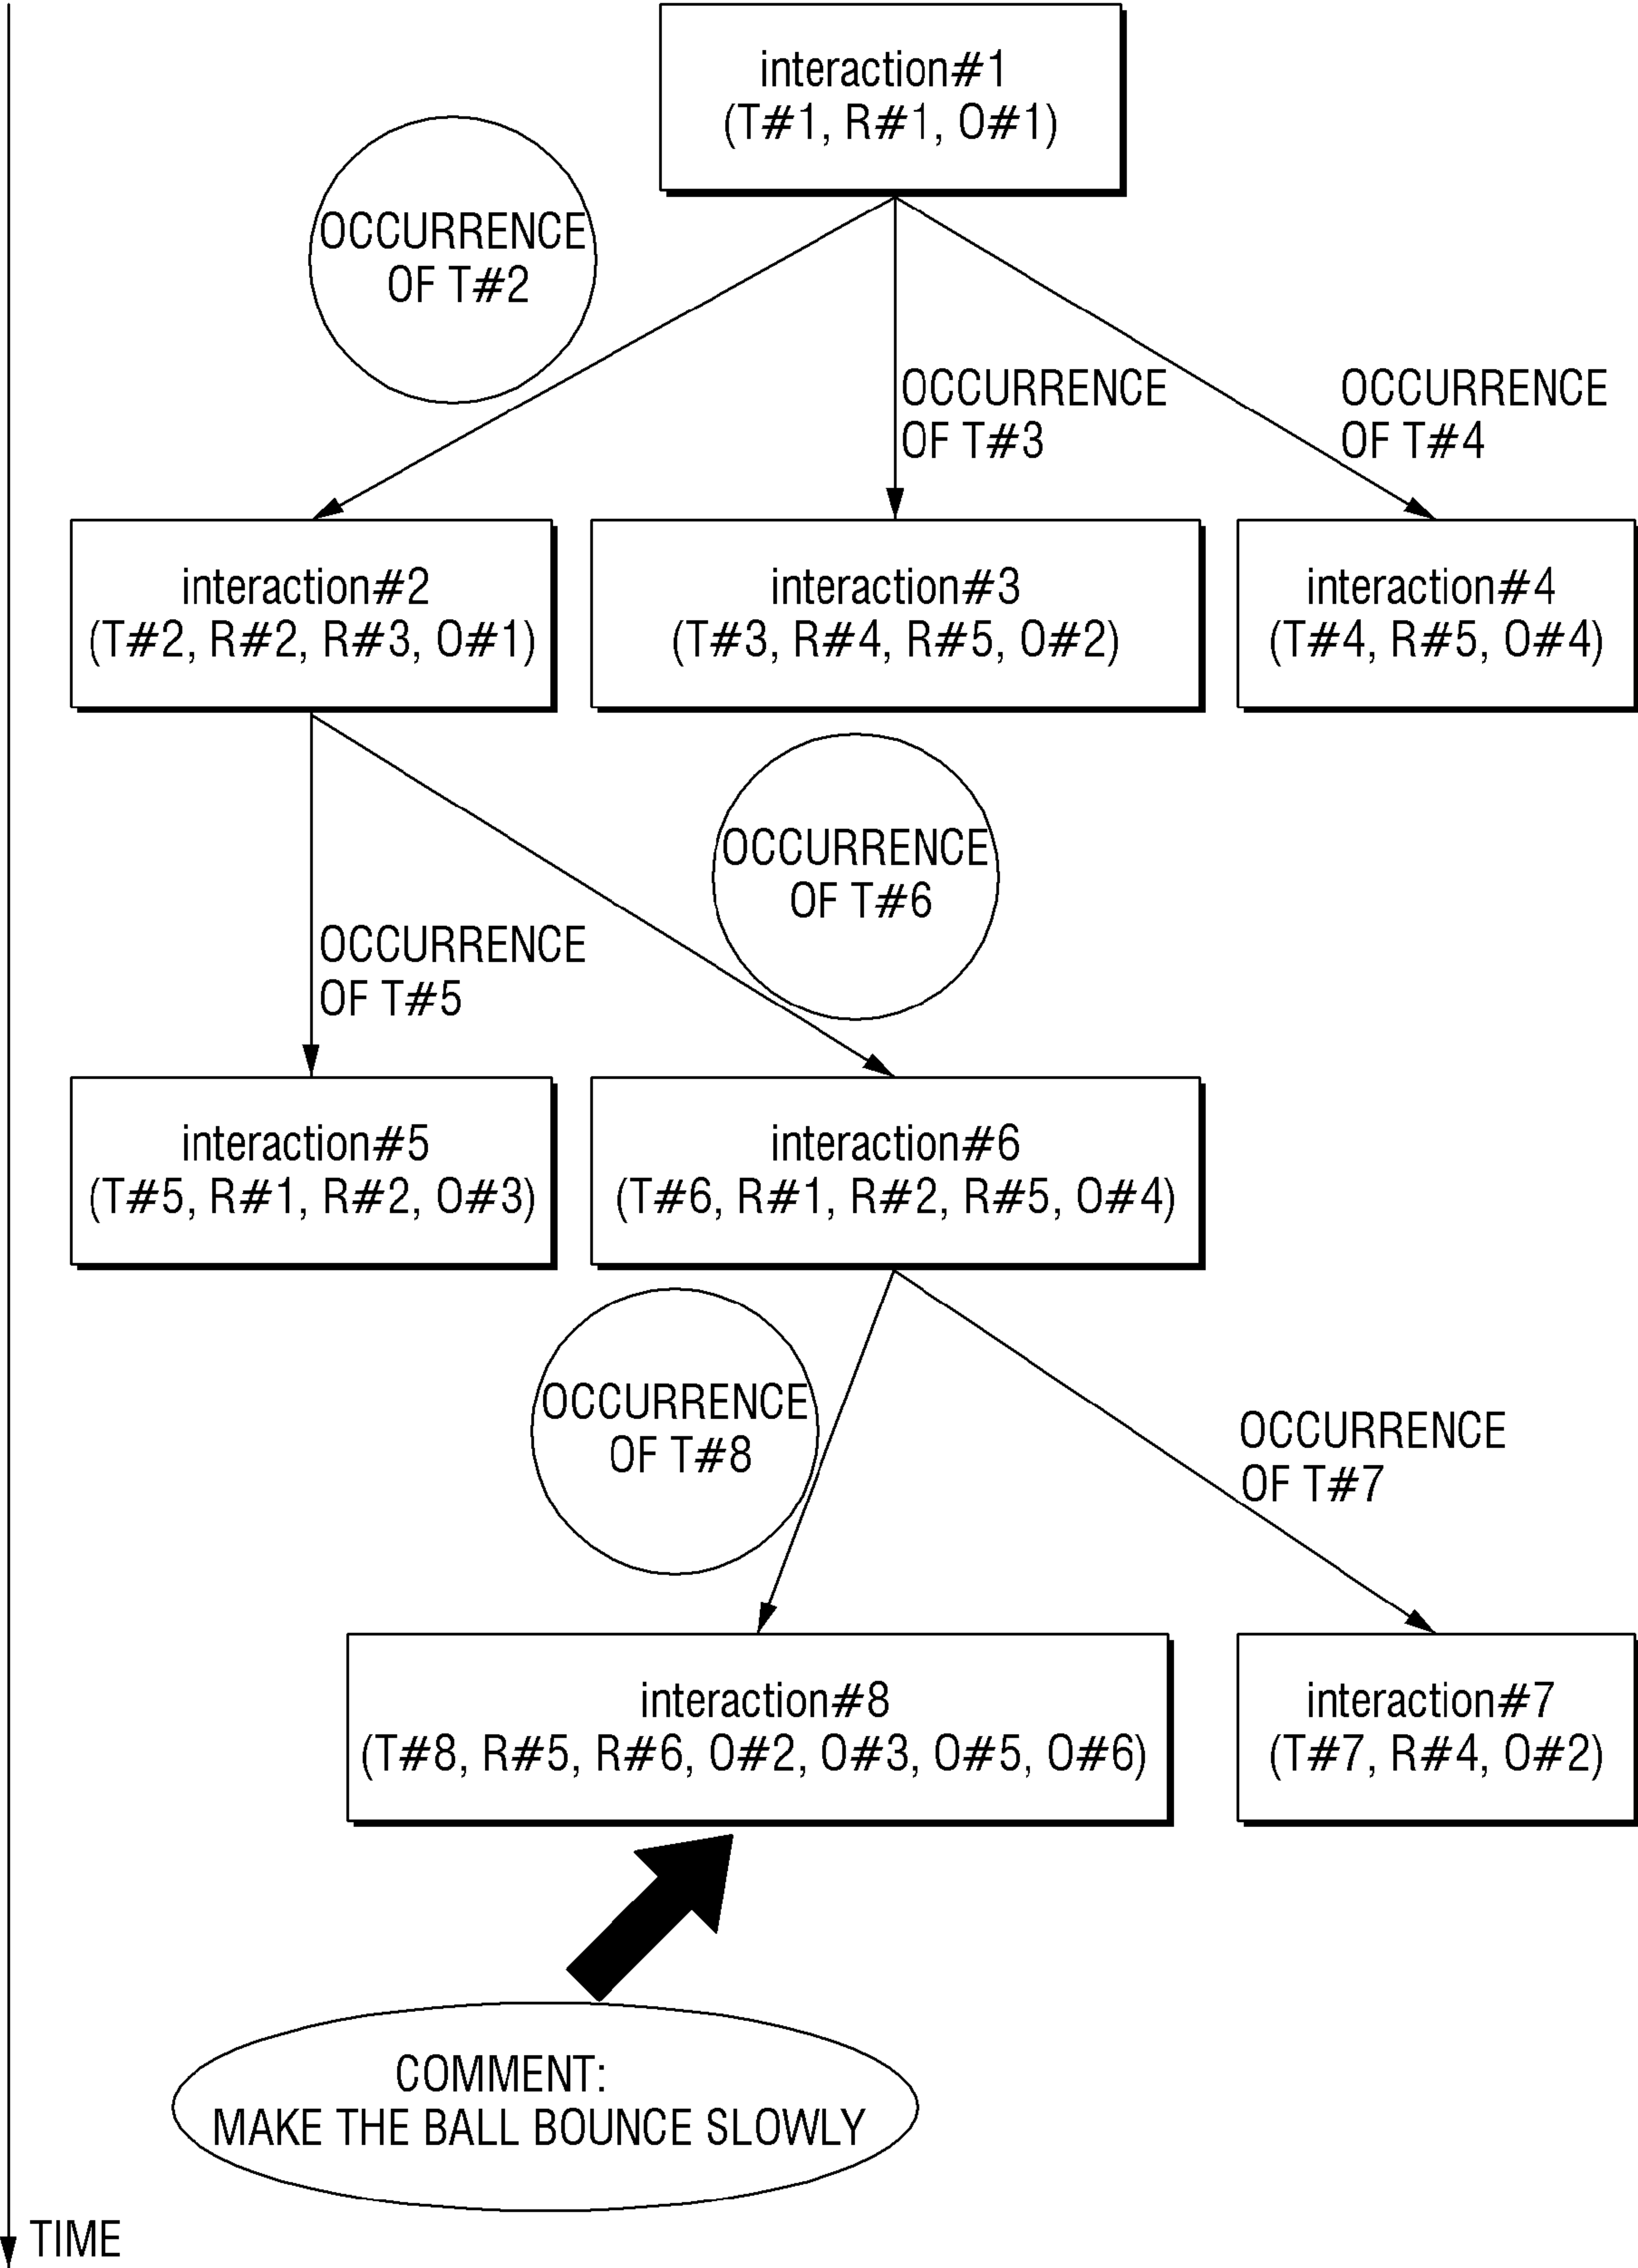 interaction#1
(T#1, R#1, O#1)
OCCURRENCE
OF T#2
OCCURRENCE
OF T#3
OCCURRENCE
OF T#4
interaction#2
(T#2, R#2, R#3, O#1)
interaction#3
(T#3, R#4, R#5, O#2)
interaction#4
(T#4, R#5, O#4)
OCCURRENCE
OF T#5
OCCURRENCE
OF T#6
interaction#5
(T#5, R#1, R#2, O#3)
interaction#6
(T#6, R#1, R#2, R#5, O#4)
OCCURRENCE
OF T#8
OCCURRENCE
OF T#7
interaction#8
(T#8, R#5, R#6, O#2, O#3, O#5, O#6)
interaction#7
(T#7, R#4, O#2)
COMMENT:
MAKE THE BALL BOUNCE SLOWLY
TIME